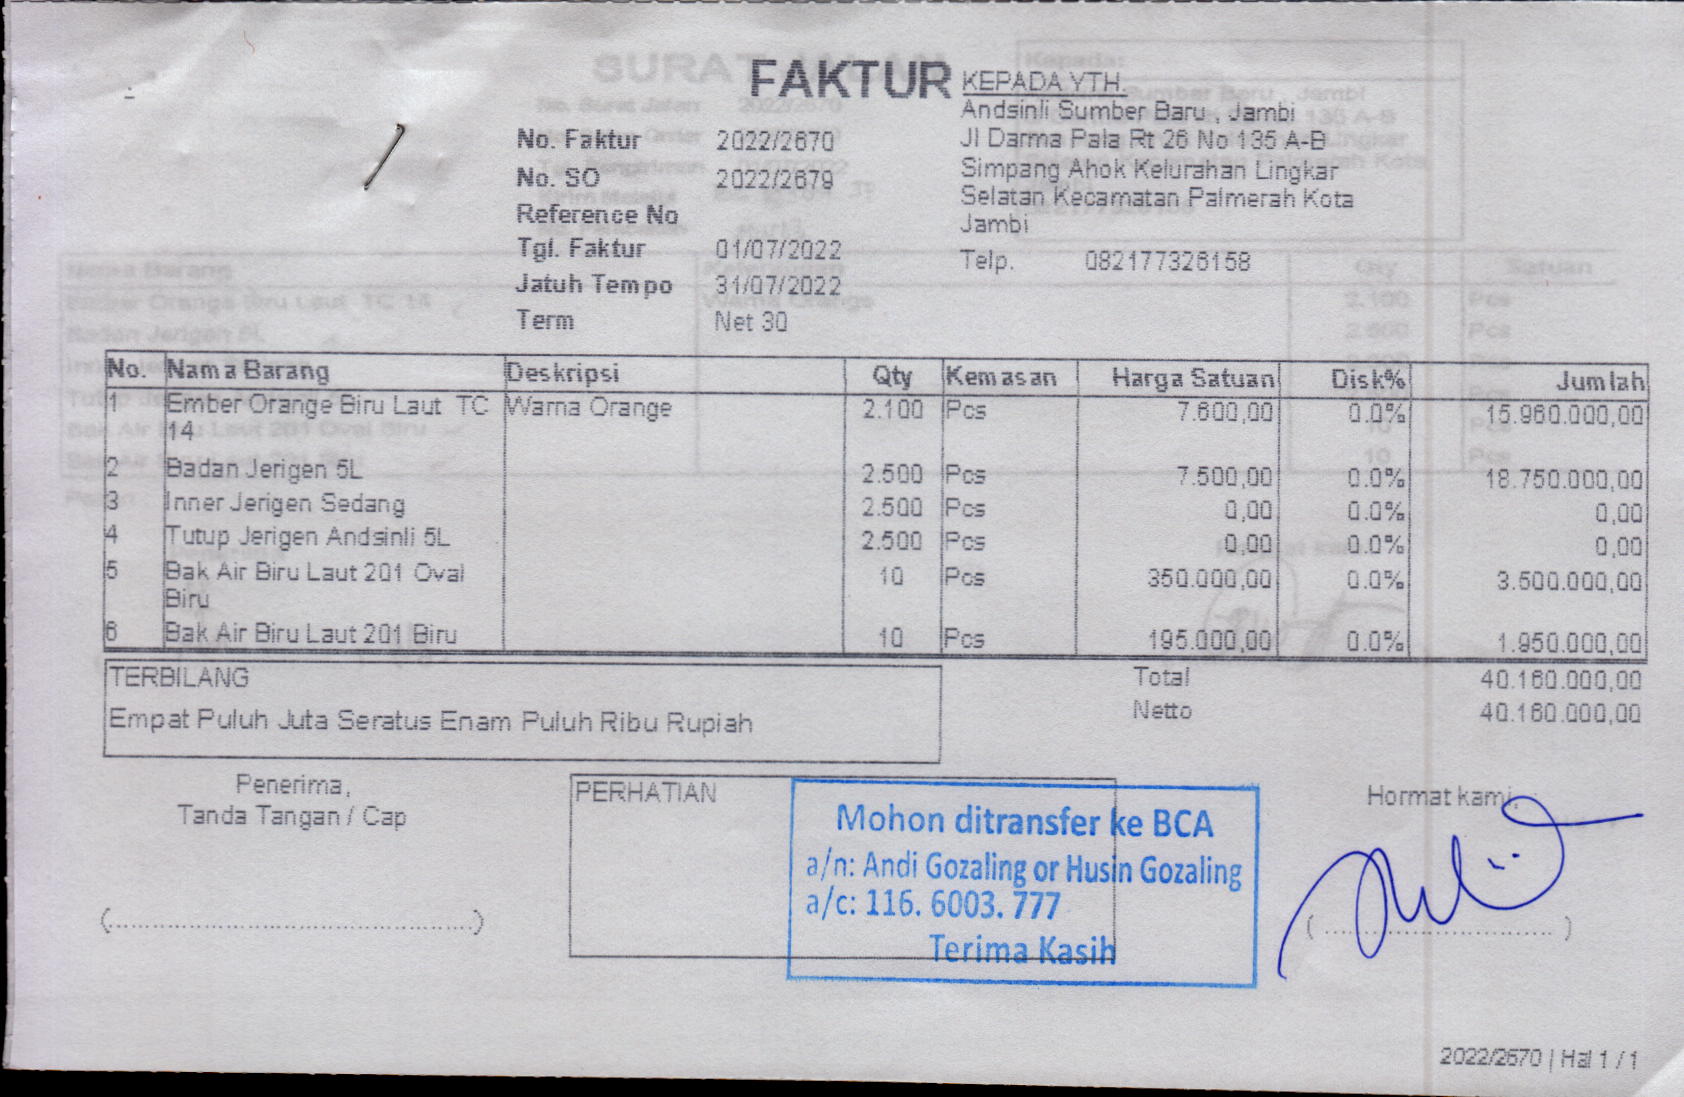 FAKTUR
No. Faktur 2022/2670
No. SO 2022/2679
Reference No
Tgl. Faktur 01/07/2022
Jatuh Tempo 31/07/2022
Term Net 30
KEPADA YTH.
Andsinli Sumber Baru , Jambi
Jl Darma Pala Rt 26 No 135 A-B
Simpang Ahok Kelurahan Lingkar
Selatan Kecamatan Palmerah Kota
Jambi
Telp. 082177326158
No. Nama Barang Deskripsi Qty Kemasan Harga Satuan Disk% Jumlah
1 Ember Orange Biru Laut TC Warna Orange 2.100 Pcs 7.600,00 0.0% 15.960.000,00
14
2 Badan Jerigen 5L 2.500 Pcs 7.500,00 0.0% 18.750.000,00
3 Inner Jerigen Sedang 2.500 Pcs 0,00 0.0% 0,00
4 Tutup Jerigen Andsinli 5L 2.500 Pcs 0,00 0.0% 0,00
5 Bak Air Biru Laut 201 Oval 10 Pcs 350.000,00 0.0% 3.500.000,00
Biru
6 Bak Air Biru Laut 201 Biru 10 Pcs 195.000,00 0.0% 1.950.000,00
TERBILANG
Empat Puluh Juta Seratus Enam Puluh Ribu Rupiah
Total 40.160.000,00
Netto 40.160.000,00
Penerima,
Tanda Tangan / Cap
(................................................)
PERHATIAN
Mohon ditransfer ke BCA
a/n: Andi Gozaling or Husin Gozaling
a/c: 116. 6003. 777
Terima Kasih
Hormat kami,
( .............................. )
2022/2670 | Hal 1 / 1